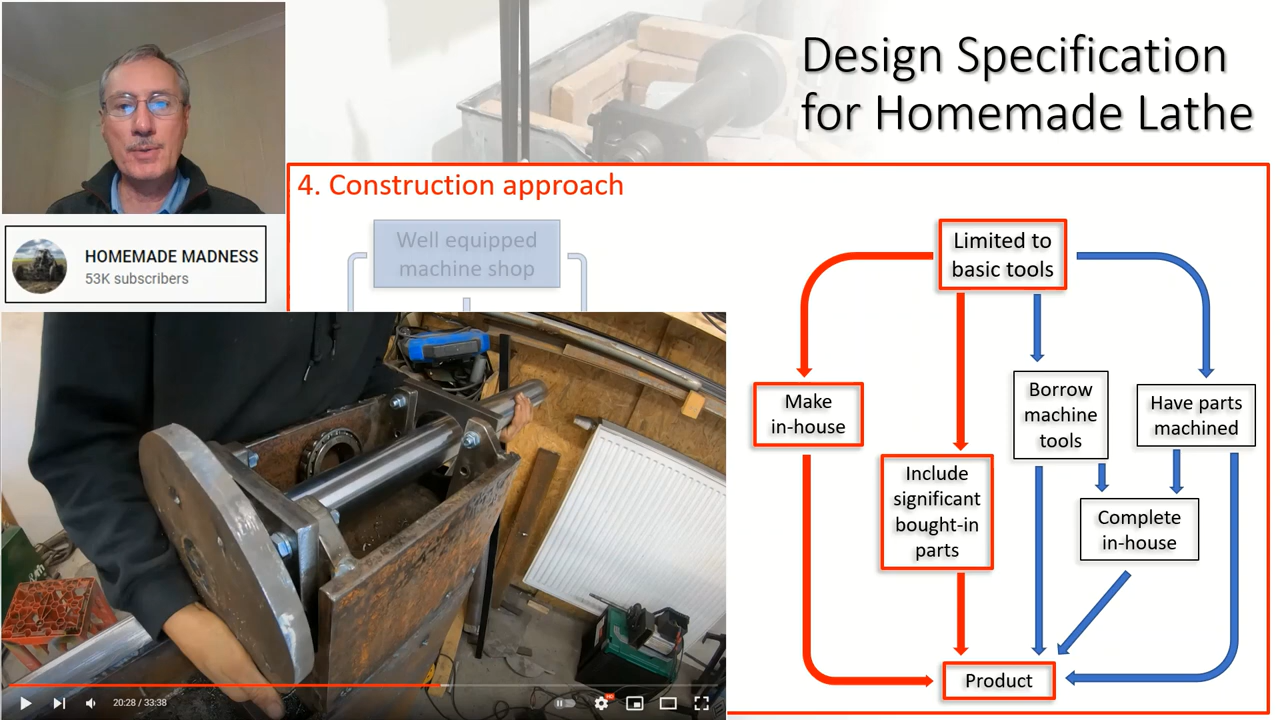 Design Specification
for Homemade Lathe
4. Construction approach
HOMEMADE MADNESS
53K subscribers
Well equipped
machine shop
Limited to
basic tools
Make
in-house
Include
significant
bought-in
parts
Borrow
machine
tools
Have parts
machined
Complete
in-house
Product
20:28 / 33:38
HD